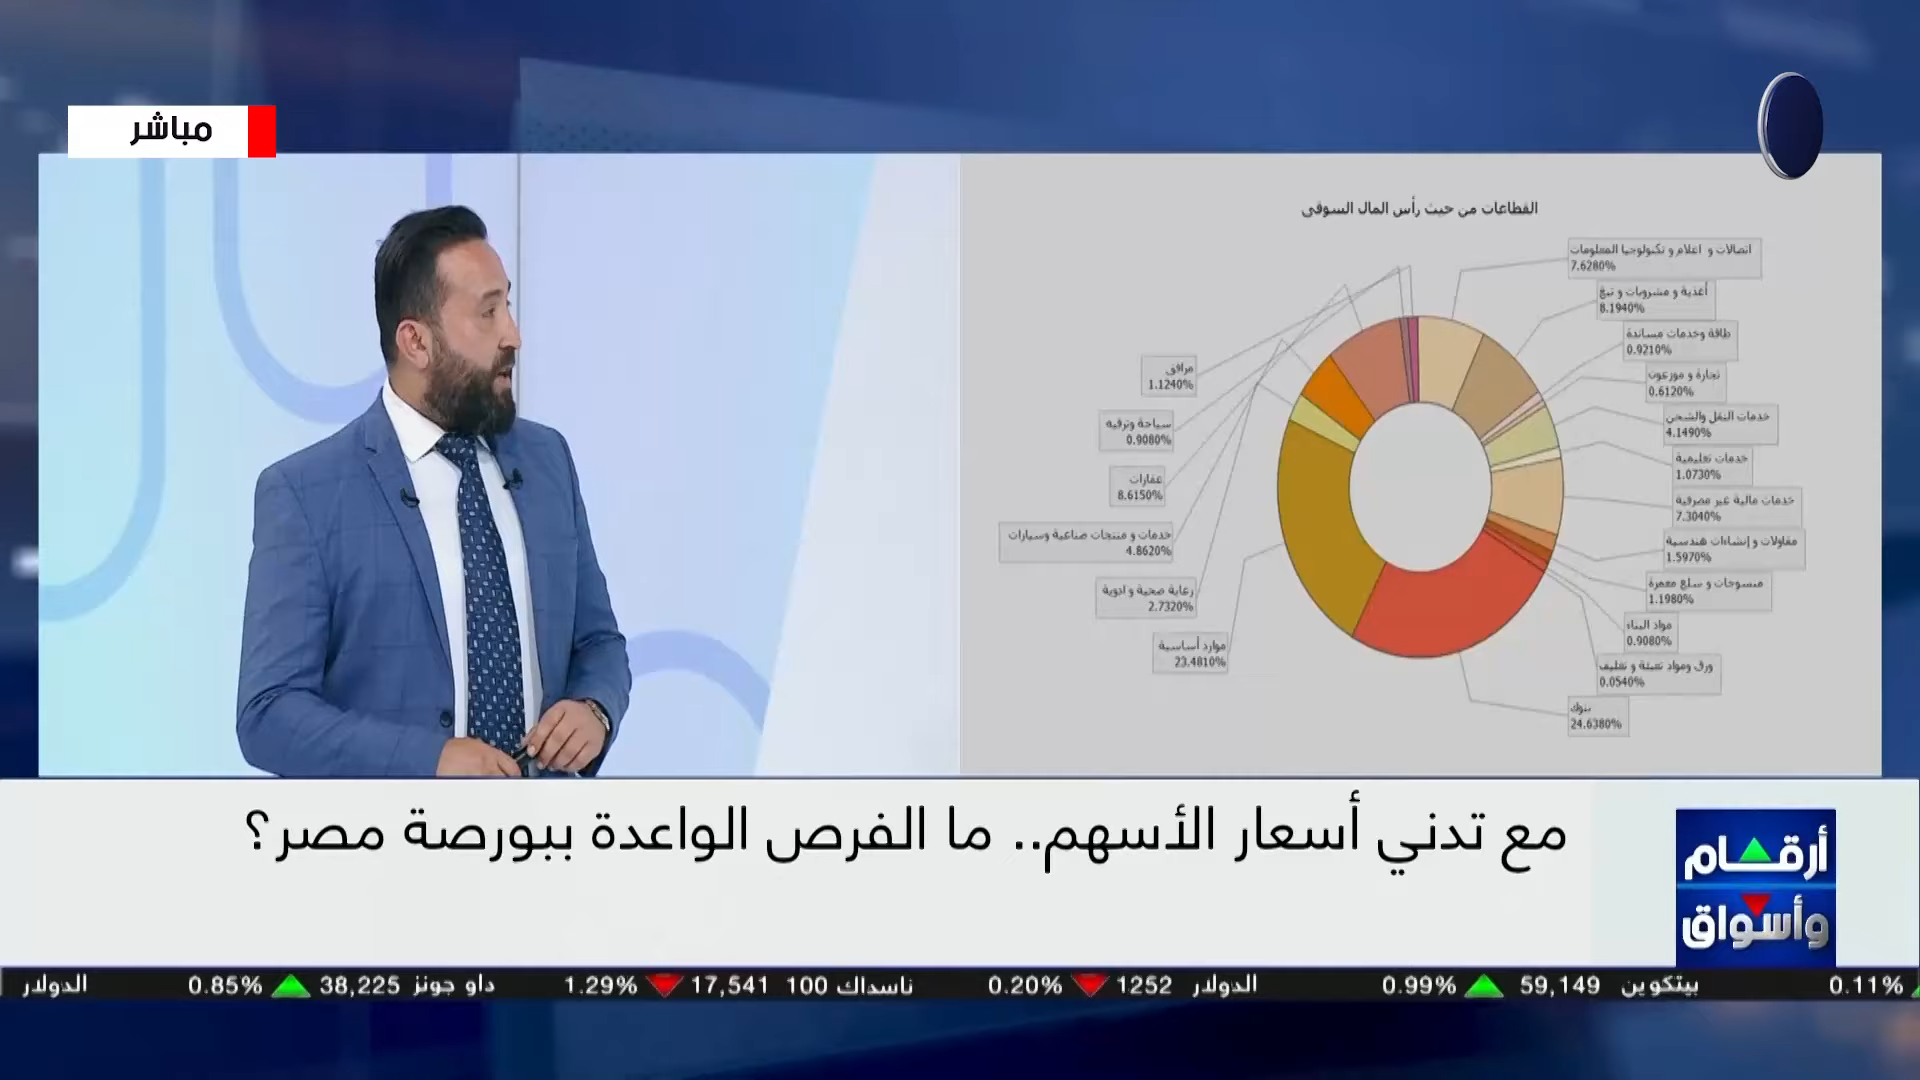 مباشر
القطاعات من حيث رأس المال السوقي
اتصالات و اعلام و تكنولوجيا المعلومات
7.6280%
أغذية و مشروبات و تبغ
8.1940%
طاقة وخدمات مساندة
0.9210%
تجارة و موزعون
0.6120%
خدمات النقل والشحن
4.1490%
خدمات تعليمية
1.0730%
خدمات مالية غير مصرفية
7.3040%
مقاولات و إنشاءات هندسية
1.5970%
منسوجات و سلع معمرة
1.1980%
مواد البناء
0.9080%
ورق ومواد تعبئة و تغليف
0.0540%
بنوك
24.6380%
مرافق
1.1240%
سياحة وترفيه
0.9080%
عقارات
8.6150%
خدمات و منتجات صناعية وسيارات
4.8620%
رعاية صحية و ادوية
2.7320%
موارد أساسية
23.4810%
مع تدني أسعار الأسهم.. ما الفرص الواعدة ببورصة مصر؟
أرقام
وأسواق
0.11% بيتكوين 59,149 0.99% الدولار 1252 0.20% ناسداك 100 17,541 1.29% داو جونز 38,225 0.85% الدولار